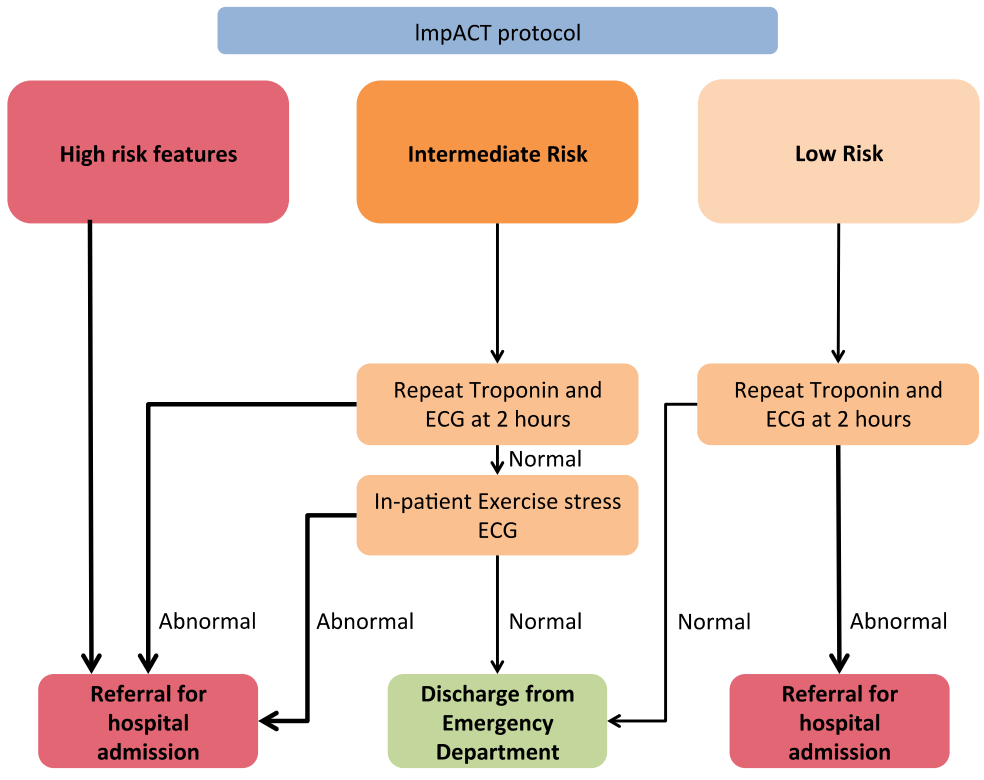 ImpACT protocol
High risk features
Intermediate Risk
Low Risk
Repeat Troponin and
ECG at 2 hours
Repeat Troponin and
ECG at 2 hours
Normal
In-patient Exercise stress
ECG
Abnormal
Abnormal
Normal
Normal
Abnormal
Referral for
hospital
admission
Discharge from
Emergency
Department
Referral for
hospital
admission